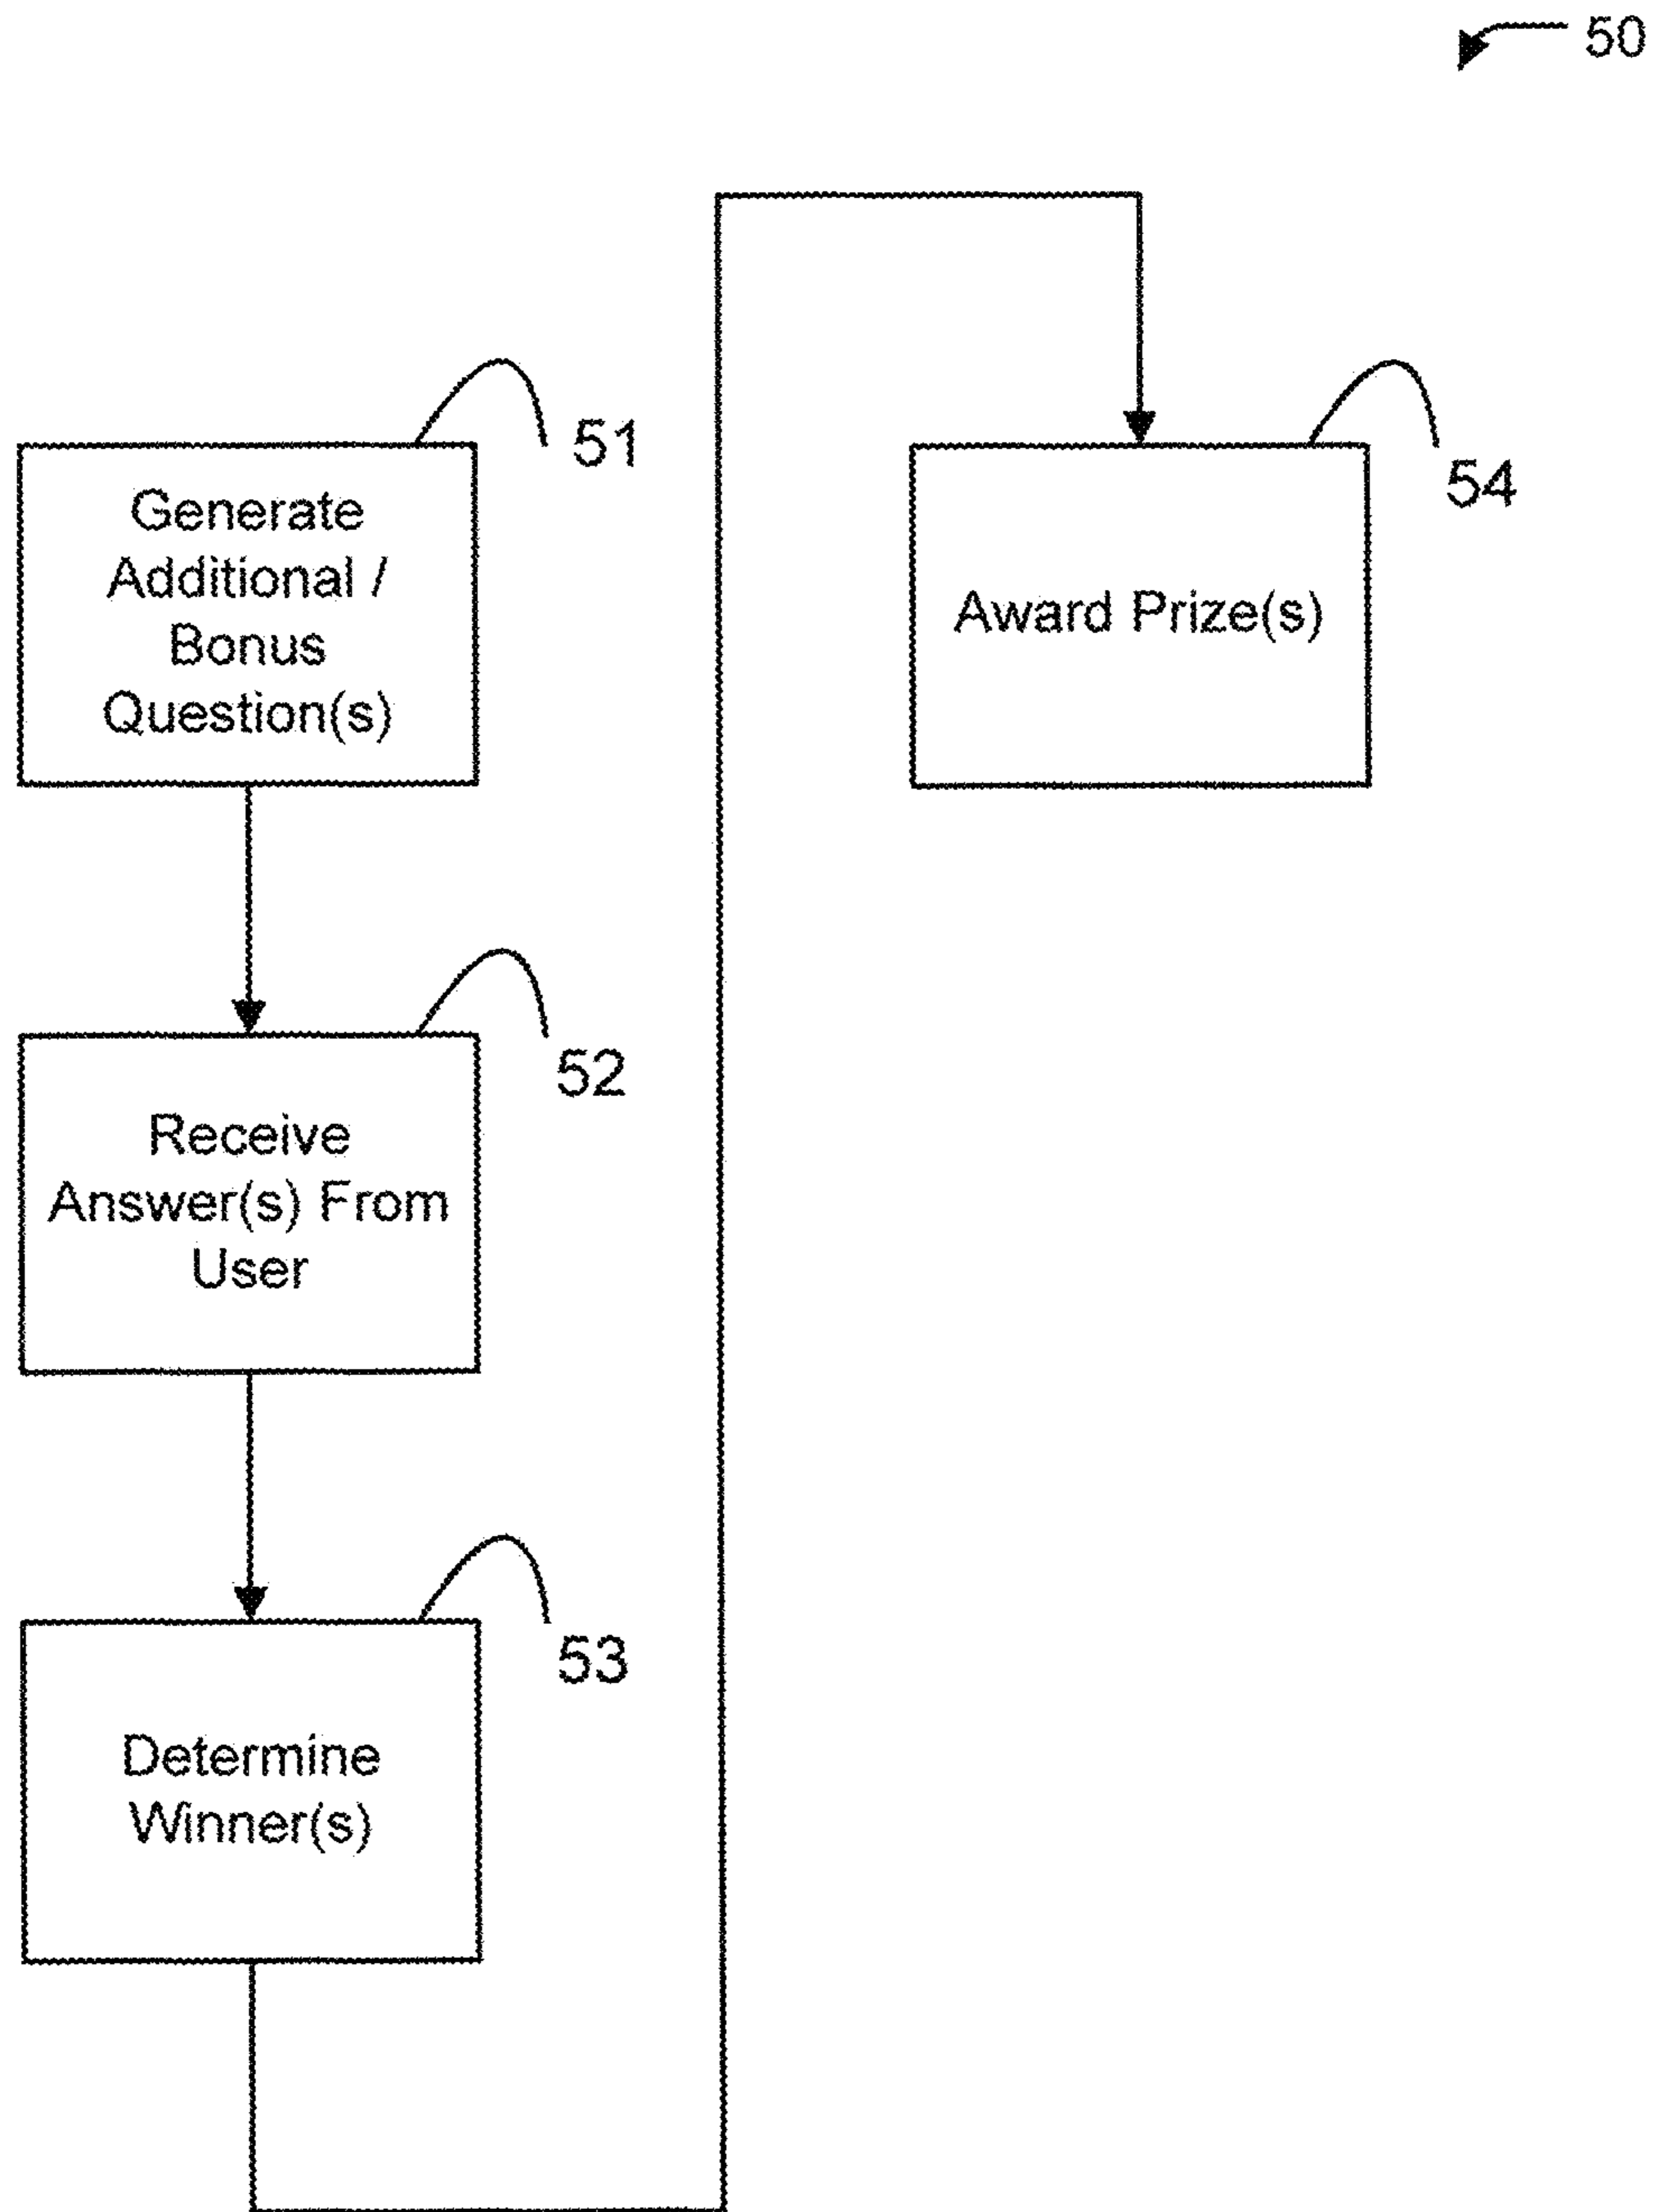 50
51
Generate
Additional /
Bonus
Question(s)
52
Receive
Answer(s) From
User
53
Determine
Winner(s)
54
Award Prize(s)